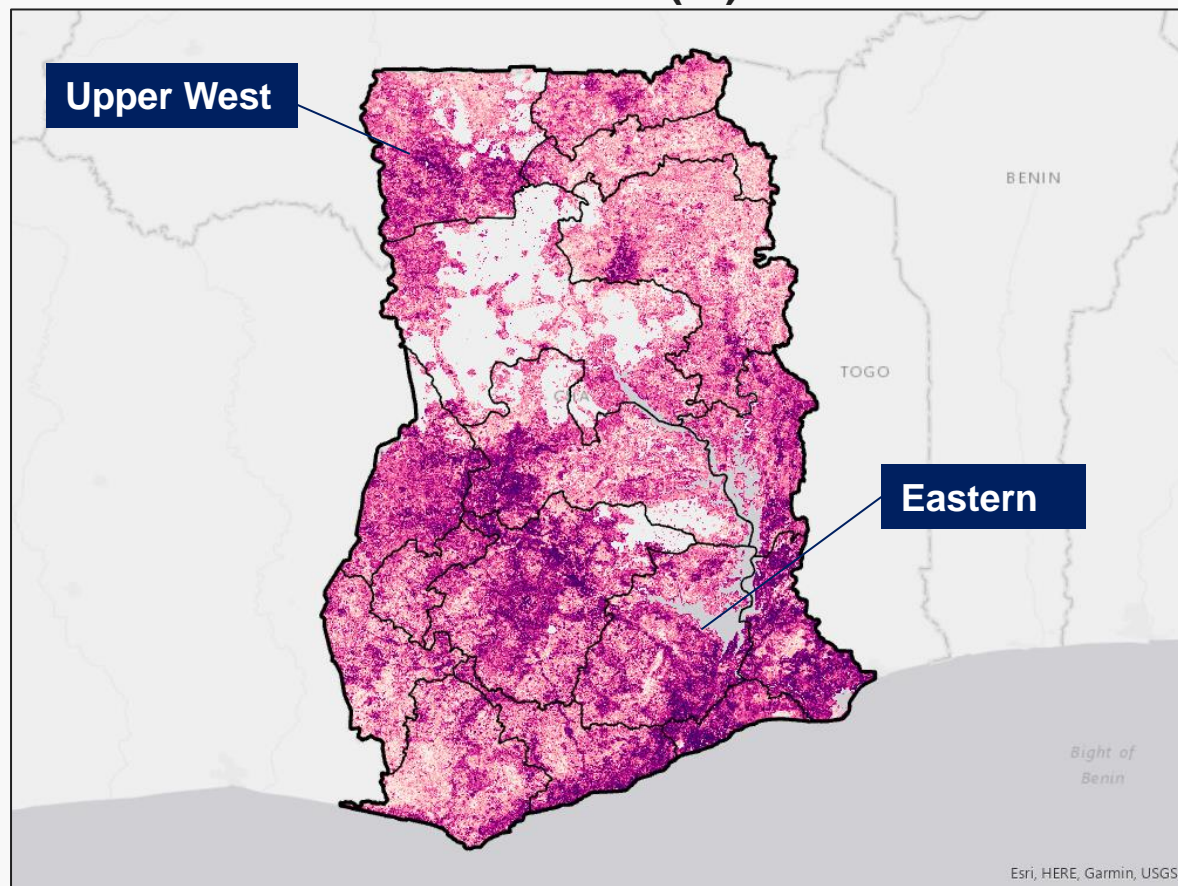 Upper West
BENIN
TOGO
Eastern
Bight of
Benin
Esri, HERE, Garmin, USGS